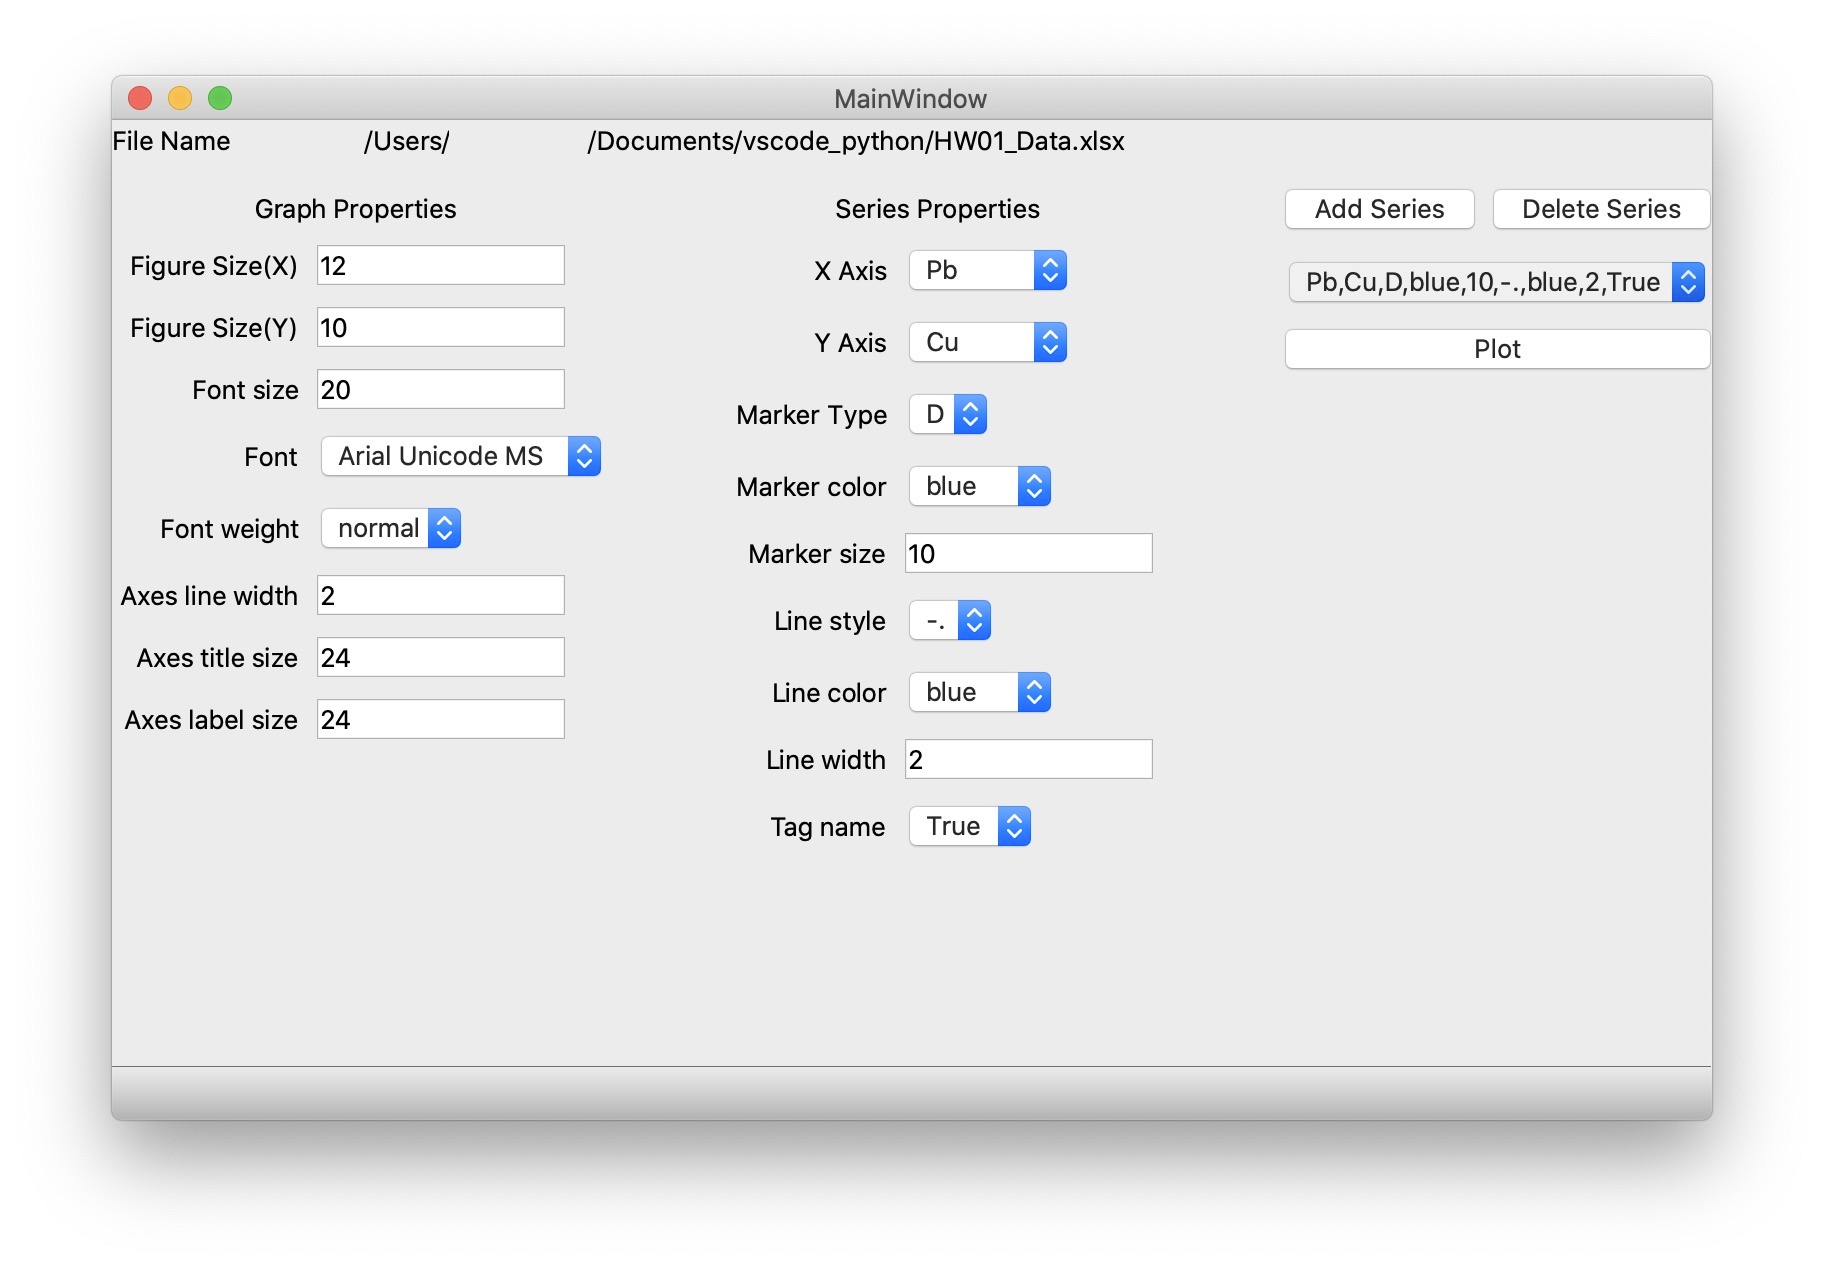 MainWindow
File Name /Users/ /Documents/vscode_python/HW01_Data.xlsx
Graph Properties
Figure Size(X) 12
Figure Size(Y) 10
Font size 20
Font Arial Unicode MS
Font weight normal
Axes line width 2
Axes title size 24
Axes label size 24
Series Properties
X Axis Pb
Y Axis Cu
Marker Type D
Marker color blue
Marker size 10
Line style -.
Line color blue
Line width 2
Tag name True
Add Series Delete Series
Pb,Cu,D,blue,10,-.,blue,2,True
Plot